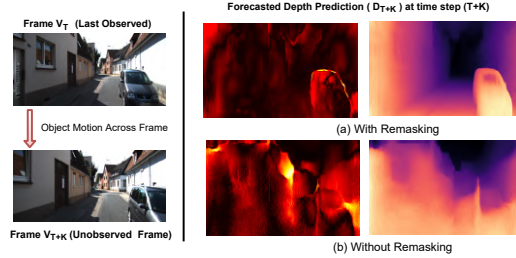 Frame V_T (Last Observed)
Object Motion Across Frame
Frame V_T+K (Unobserved Frame)
Forecasted Depth Prediction ( D_T+K ) at time step (T+K)
(a) With Remasking
(b) Without Remasking